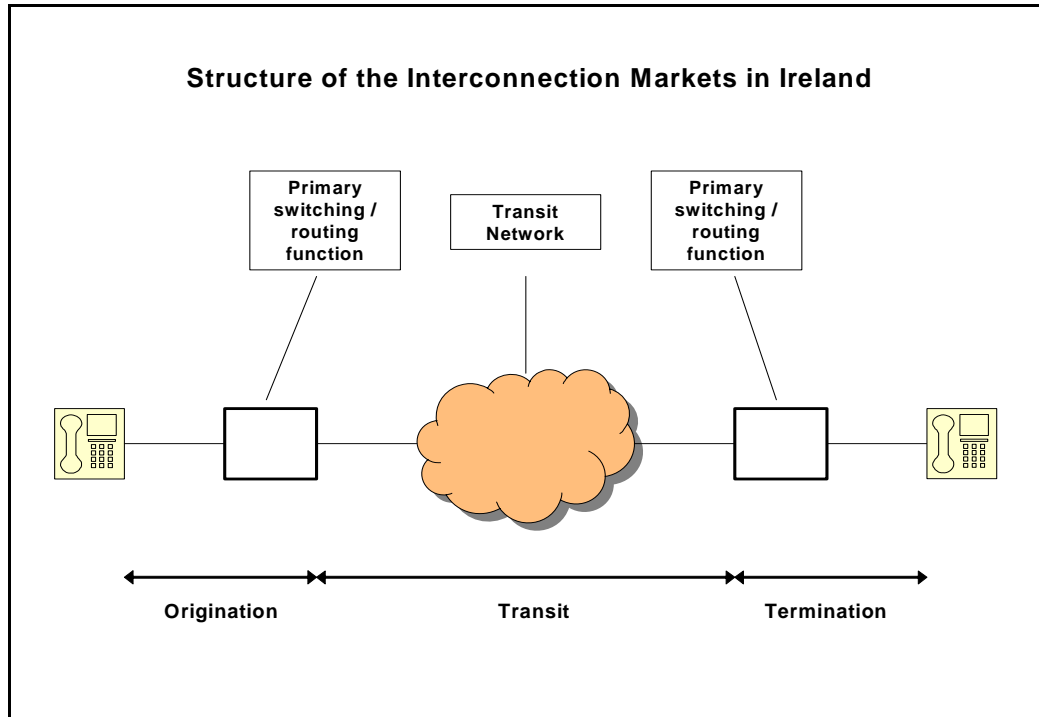 Structure of the Interconnection Markets in Ireland
Primary
switching /
routing
function
Transit
Network
Primary
switching /
routing
function
Origination
Transit
Termination